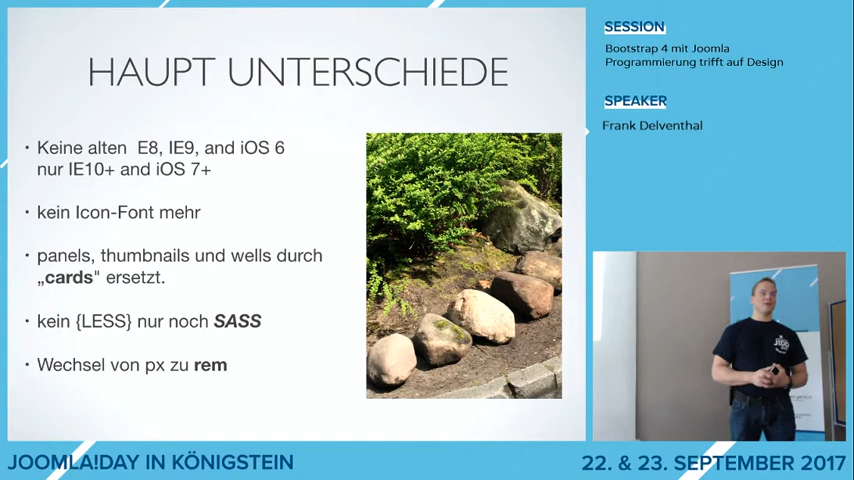 HAUPT UNTERSCHIEDE
• Keine alten E8, IE9, and iOS 6
nur IE10+ and iOS 7+
• kein Icon-Font mehr
• panels, thumbnails und wells durch
„cards" ersetzt.
• kein {LESS} nur noch SASS
• Wechsel von px zu rem
SESSION
Bootstrap 4 mit Joomla
Programmierung trifft auf Design
SPEAKER
Frank Delventhal
JOOMLA!DAY IN KÖNIGSTEIN
22. & 23. SEPTEMBER 2017